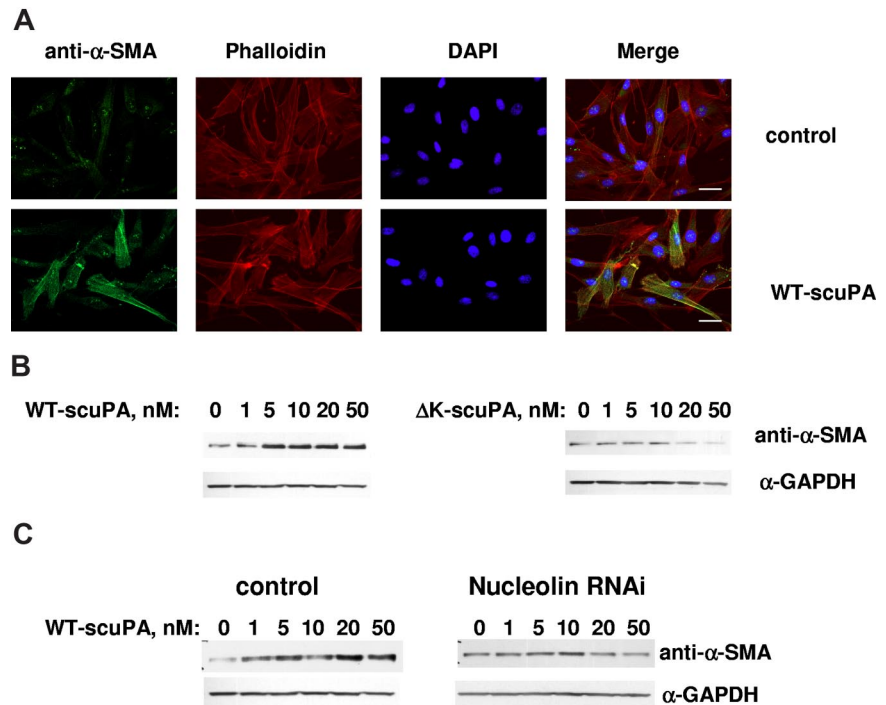 A
anti-α-SMA Phalloidin DAPI Merge
control
WT-scuPA
B
WT-scuPA, nM: 0 1 5 10 20 50 ΔK-scuPA, nM: 0 1 5 10 20 50
anti-α-SMA
α-GAPDH
C
control Nucleolin RNAi
WT-scuPA, nM: 0 1 5 10 20 50 0 1 5 10 20 50
anti-α-SMA
α-GAPDH